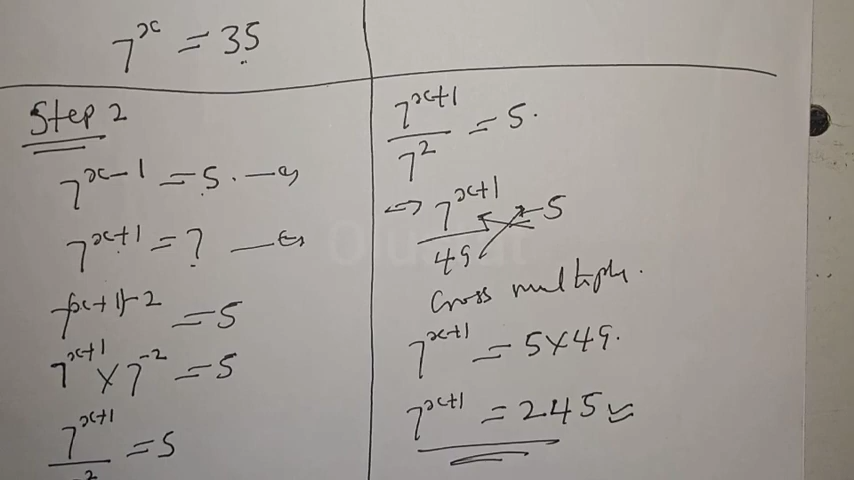 7^x = 35
Step 2
7^x-1 = 5. —
7^x+1 = ? —
7^(x+1)-2 = 5
7^x+1 × 7^-2 = 5
7^x+1 / 7^2 = 5
7^x+1 / 7^2 = 5.
⇒ 7^x+1 / 49 = 5
Cross multiply.
7^x+1 = 5×49.
7^x+1 = 245